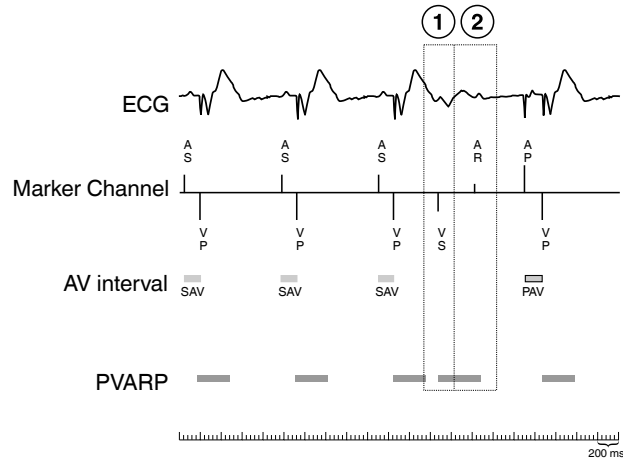 1 2
ECG
A A A A A
S S S R P
Marker Channel
V V V V V
P P P S P
AV interval
SAV SAV SAV PAV
PVARP
200 ms